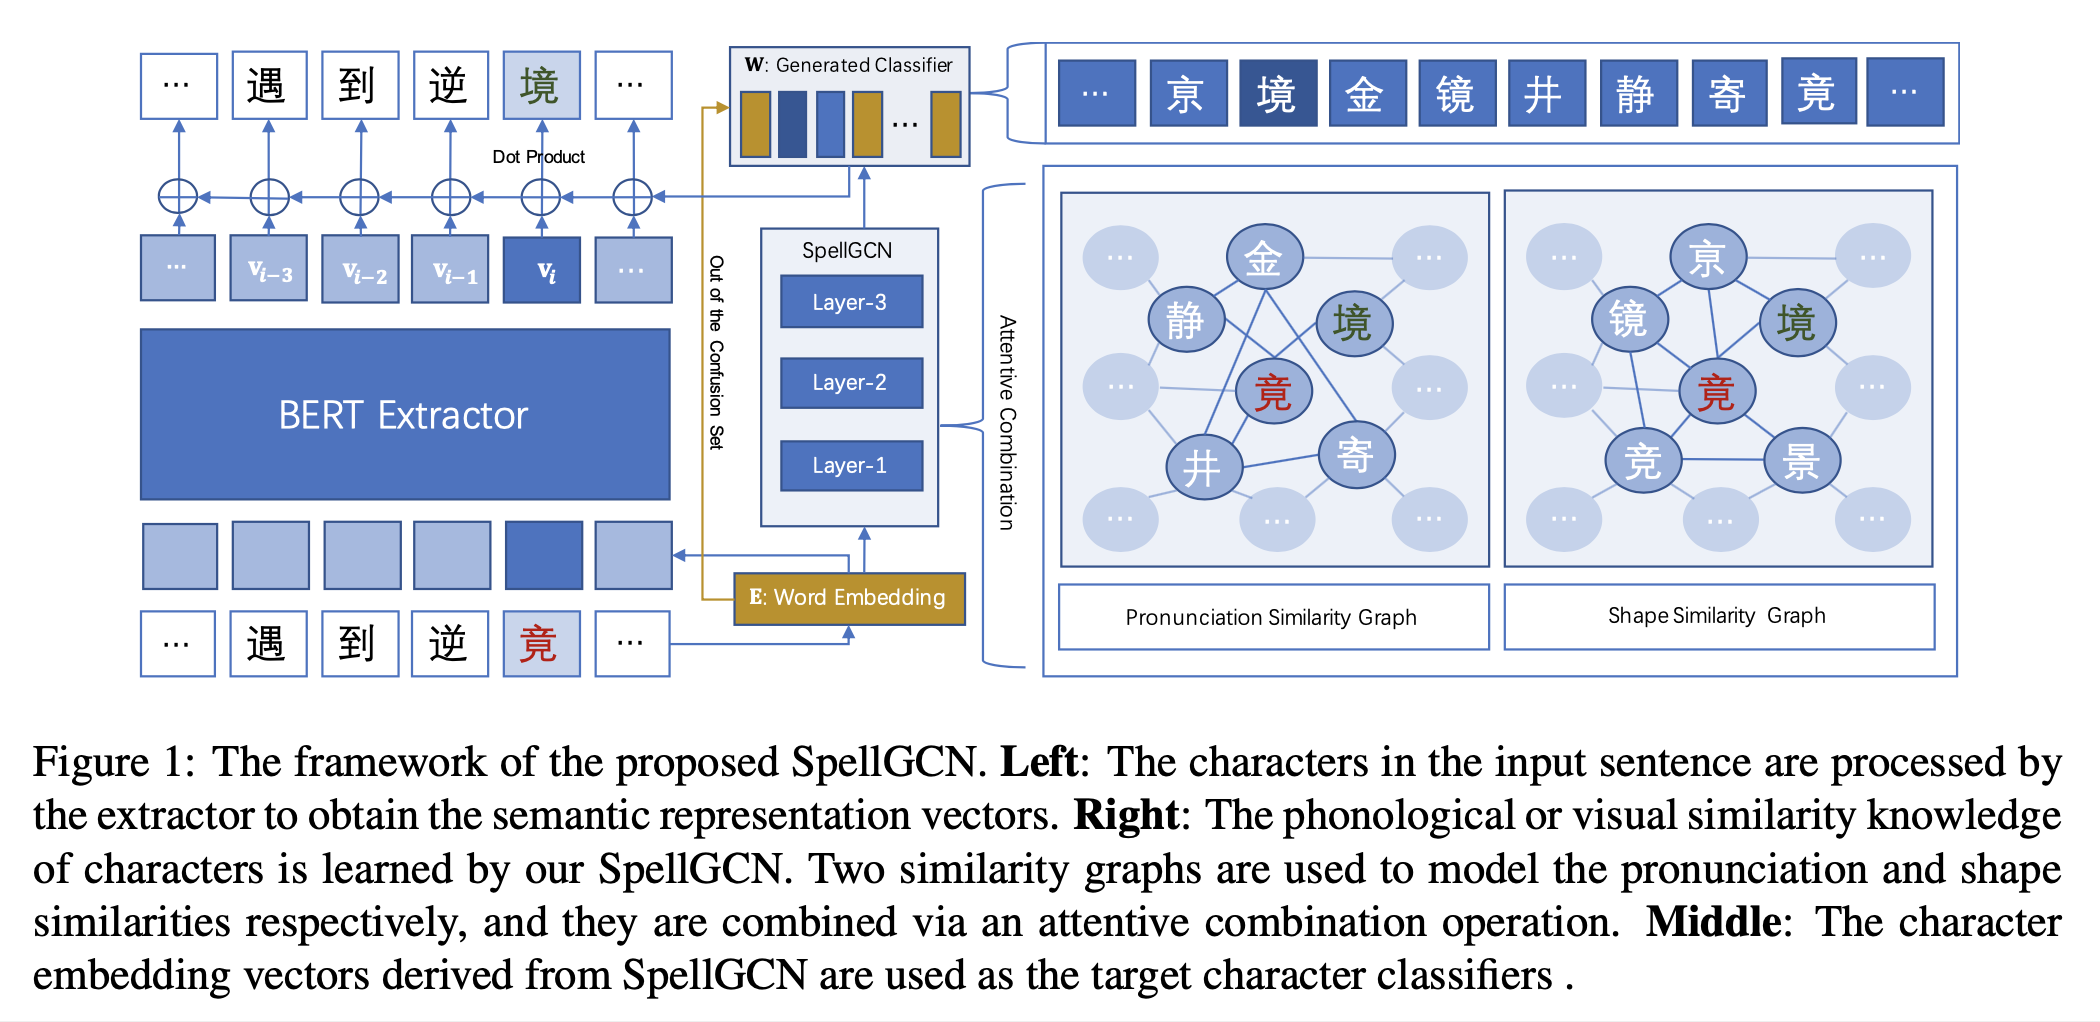 … 遇 到 逆 境 …
Dot Product
… v_{i−3} v_{i−2} v_{i−1} v_i …
BERT Extractor
… 遇 到 逆 竟 …
W: Generated Classifier
…
Out of the Confusion Set
SpellGCN
Layer-3
Layer-2
Layer-1
E: Word Embedding
… 京 境 金 镜 井 静 寄 竟 …
Attentive Combination
… 金 …
静 境
… 竟 …
井 寄
… … …
Pronunciation Similarity Graph
… 京 …
镜 境
… 竟 …
竞 景
… … …
Shape Similarity Graph
Figure 1: The framework of the proposed SpellGCN. Left: The characters in the input sentence are processed by
the extractor to obtain the semantic representation vectors. Right: The phonological or visual similarity knowledge
of characters is learned by our SpellGCN. Two similarity graphs are used to model the pronunciation and shape
similarities respectively, and they are combined via an attentive combination operation. Middle: The character
embedding vectors derived from SpellGCN are used as the target character classifiers .